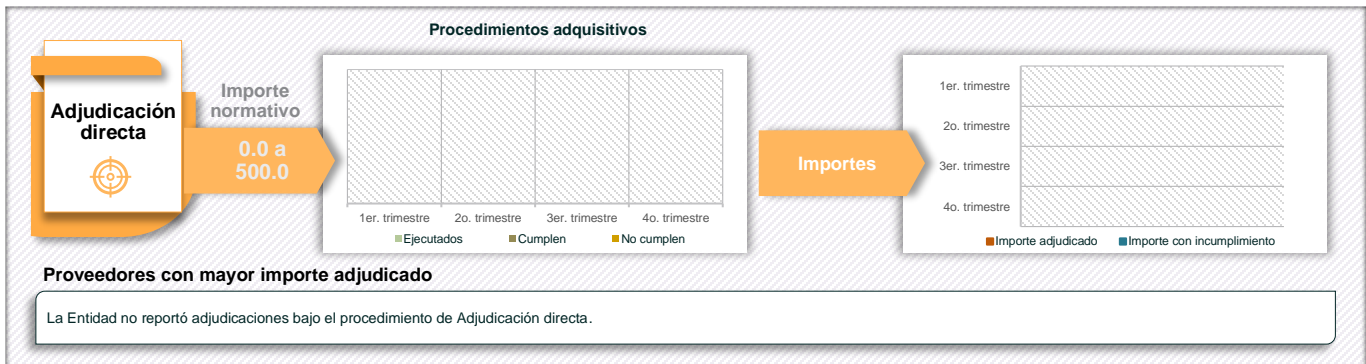 Procedimientos adquisitivos
Adjudicación
directa
Importe
normativo
0.0 a
500.0
1er. trimestre
2o. trimestre
3er. trimestre
4o. trimestre
Ejecutados
Cumplen
No cumplen
Importes
1er. trimestre
2o. trimestre
3er. trimestre
4o. trimestre
Importe adjudicado
Importe con incumplimiento
Proveedores con mayor importe adjudicado
La Entidad no reportó adjudicaciones bajo el procedimiento de Adjudicación directa.